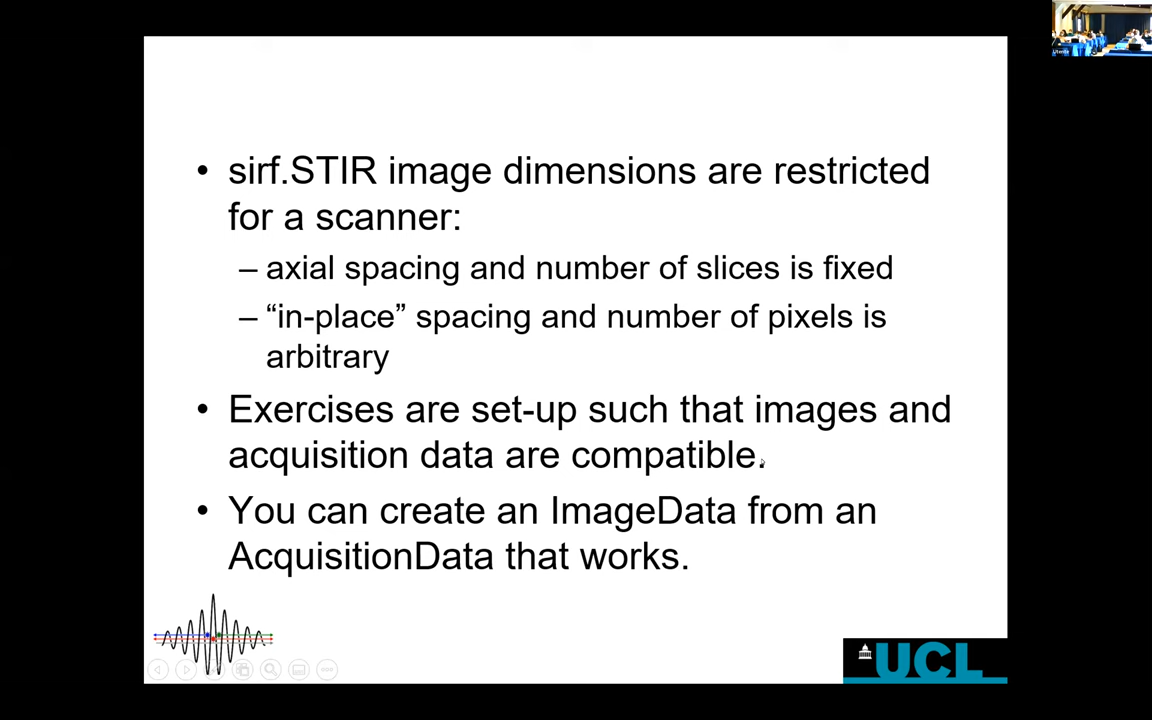 • sirf.STIR image dimensions are restricted
for a scanner:
– axial spacing and number of slices is fixed
– “in-place” spacing and number of pixels is
arbitrary
• Exercises are set-up such that images and
acquisition data are compatible.
• You can create an ImageData from an
AcquisitionData that works.
UCL